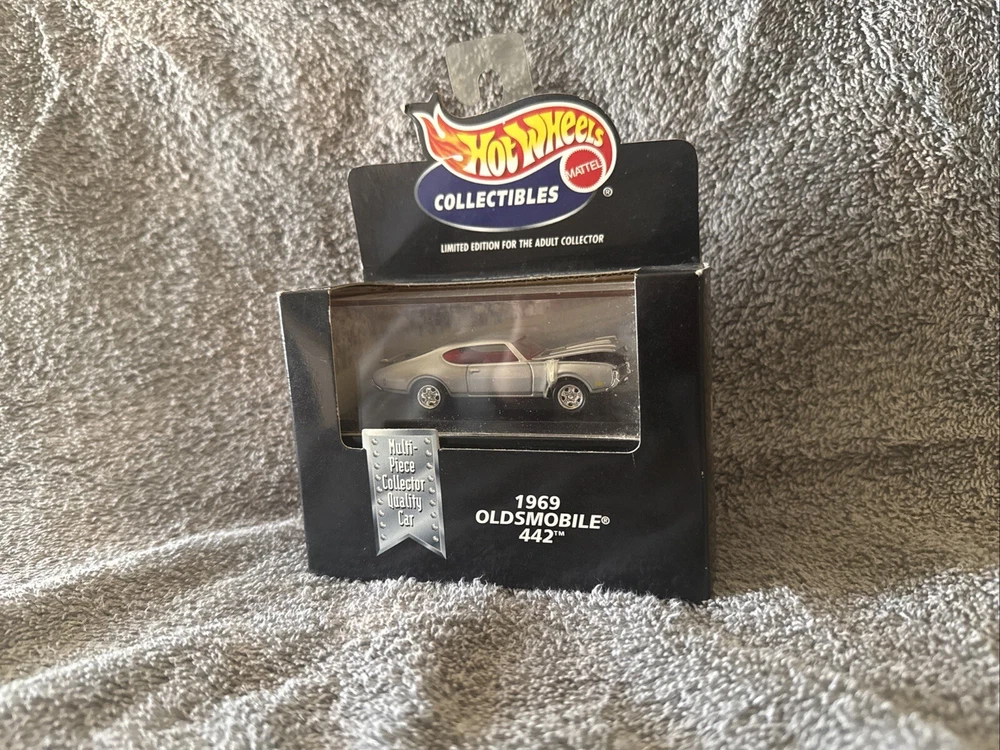 HOT WHEELS
MATTEL
COLLECTIBLES
®
LIMITED EDITION FOR THE ADULT COLLECTOR
Multi-
Piece
Collector
Quality
Car
1969
OLDSMOBILE®
442™